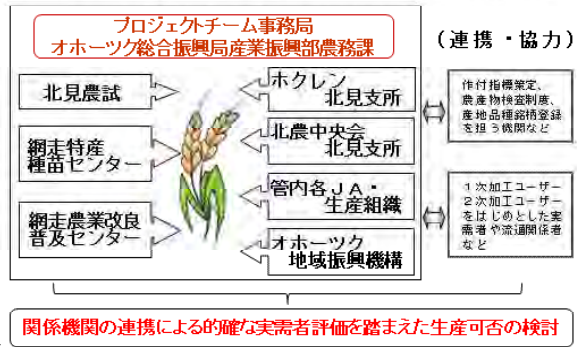 プロジェクトチーム事務局
オホーツク総合振興局産業振興部農務課
(連携・協力)
北見農試
網走特産
種苗センター
網走農業改良
普及センター
ホクレン
北見支所
北農中央会
北見支所
管内各JA・
生産組織
オホーツク
地域振興機構
作付指標策定、
農産物検査制度、
産地品種銘柄登録
を担う機関など
1次加工ユーザー
2次加工ユーザー
をはじめとした実
需者や流通関係者
など
関係機関の連携による的確な実需者評価を踏まえた生産可否の検討